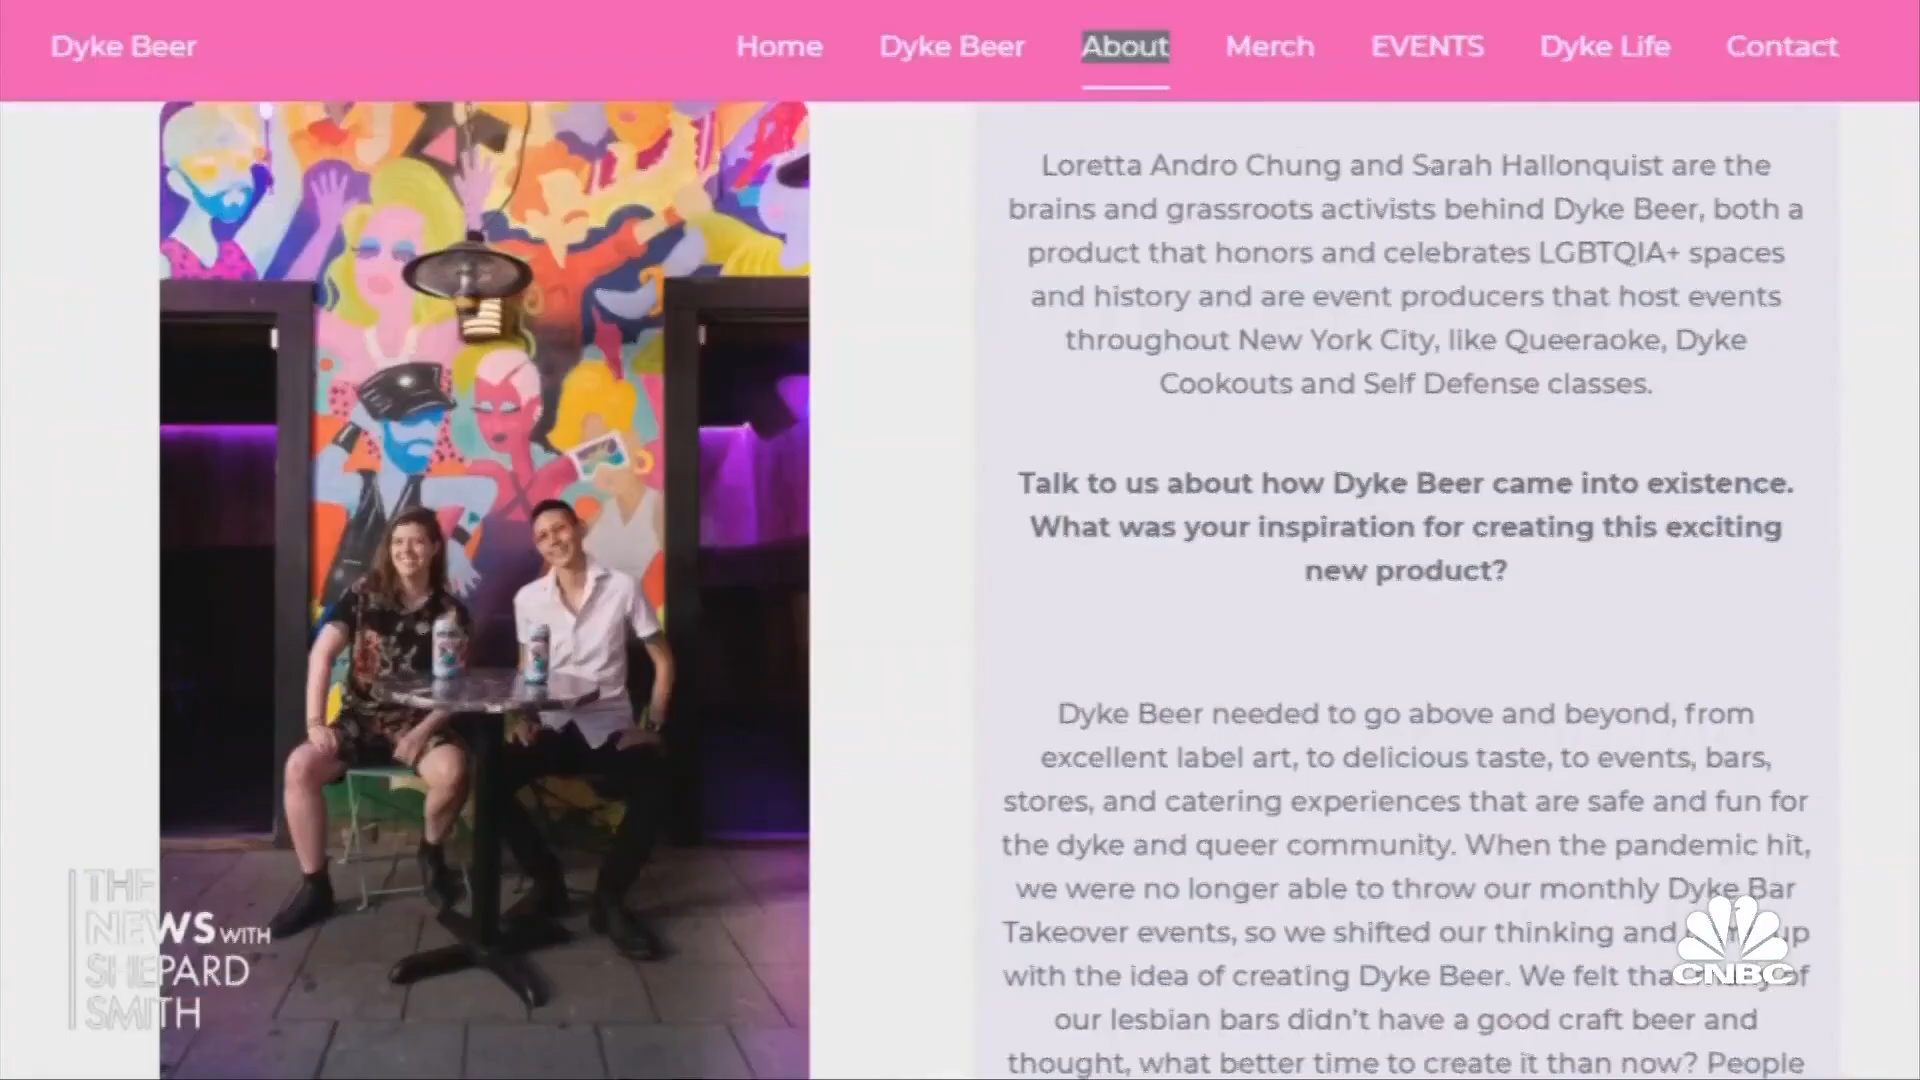 Dyke Beer
Home
Dyke Beer
About
Merch
EVENTS
Dyke Life
Contact
Loretta Andro Chung and Sarah Hallonquist are the
brains and grassroots activists behind Dyke Beer, both a
product that honors and celebrates LGBTQIA+ spaces
and history and are event producers that host events
throughout New York City, like Queeraoke, Dyke
Cookouts and Self Defense classes.
Talk to us about how Dyke Beer came into existence.
What was your inspiration for creating this exciting
new product?
Dyke Beer needed to go above and beyond, from
excellent label art, to delicious taste, to events, bars,
stores, and catering experiences that are safe and fun for
the dyke and queer community. When the pandemic hit,
we were no longer able to throw our monthly Dyke Bar
Takeover events, so we shifted our thinking and up
with the idea of creating Dyke Beer. We felt that of
our lesbian bars didn't have a good craft beer and
thought, what better time to create it than now? People
THE
NEWS WITH
SHEPARD
SMITH
CNBC